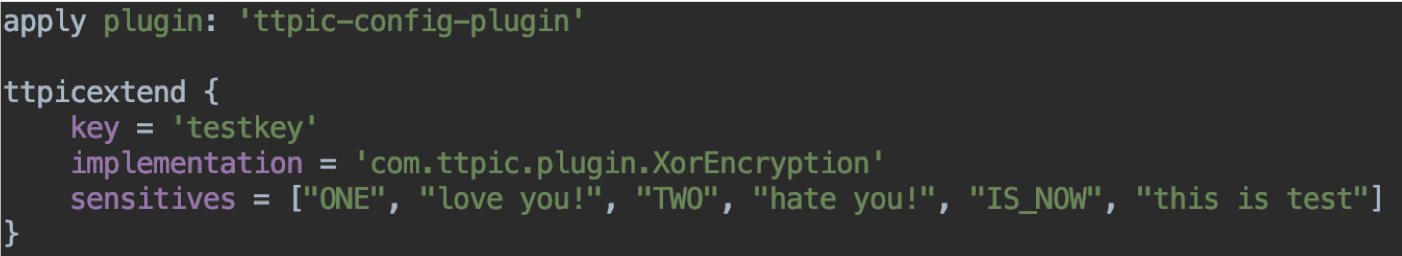 apply plugin: 'ttpic-config-plugin'
ttpicextend {
key = 'testkey'
implementation = 'com.ttpic.plugin.XorEncryption'
sensitives = ["ONE", "love you!", "TWO", "hate you!", "IS_NOW", "this is test"]
}